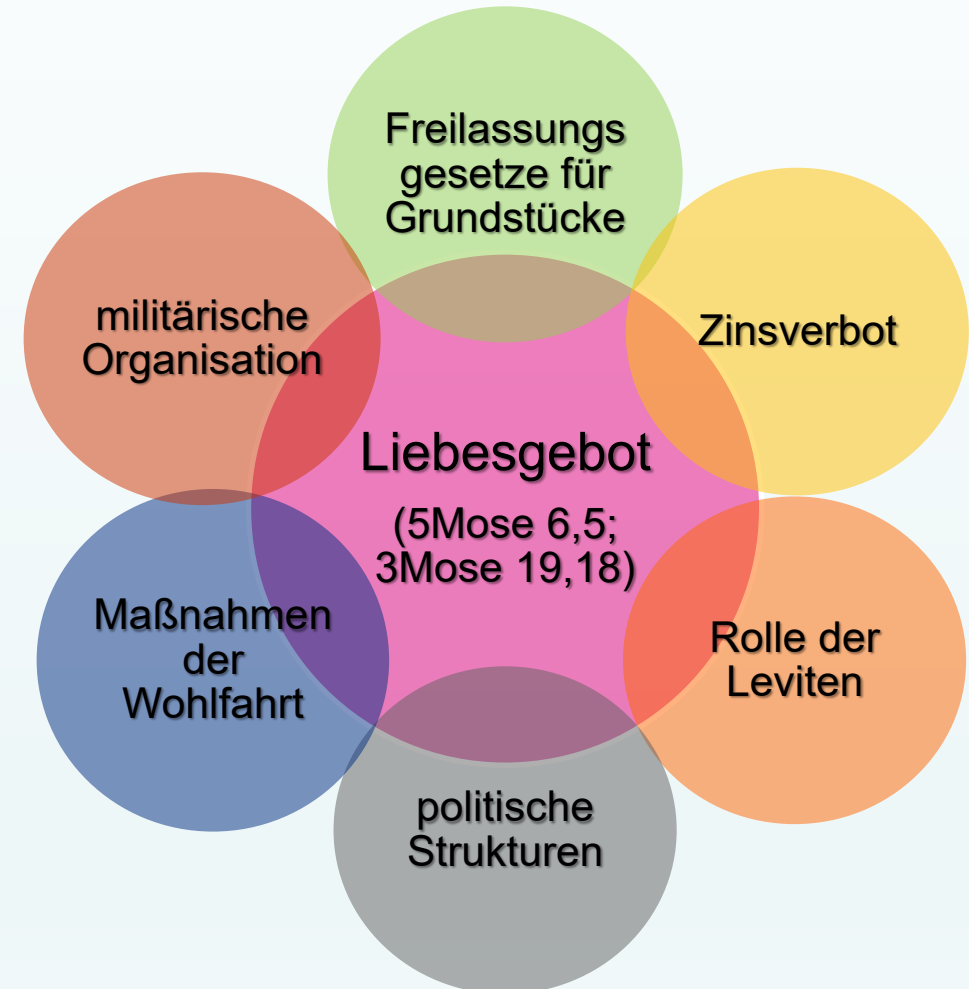 Freilassungs
gesetze für
Grundstücke
militärische
Organisation
Zinsverbot
Liebesgebot
(5Mose 6,5;
3Mose 19,18)
Maßnahmen
der
Wohlfahrt
Rolle der
Leviten
politische
Strukturen